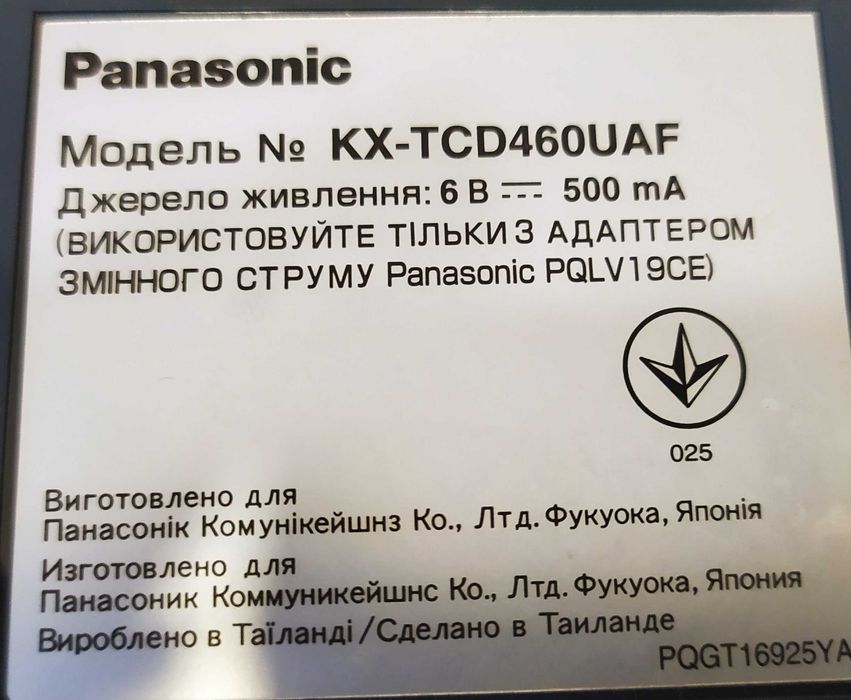 Panasonic
Модель № KX-TCD460UAF
Джерело живлення: 6 В ⎓ 500 mA
(ВИКОРИСТОВУЙТЕ ТІЛЬКИ З АДАПТЕРОМ
ЗМІННОГО СТРУМУ Panasonic PQLV19CE)
025
Виготовлено для
Панасонік Комунікейшнз Ко., Лтд. Фукуока, Японія
Изготовлено для
Панасоник Коммуникейшнс Ко., Лтд. Фукуока, Япония
Вироблено в Таїланді/Сделано в Таиланде
PQGT16925YA